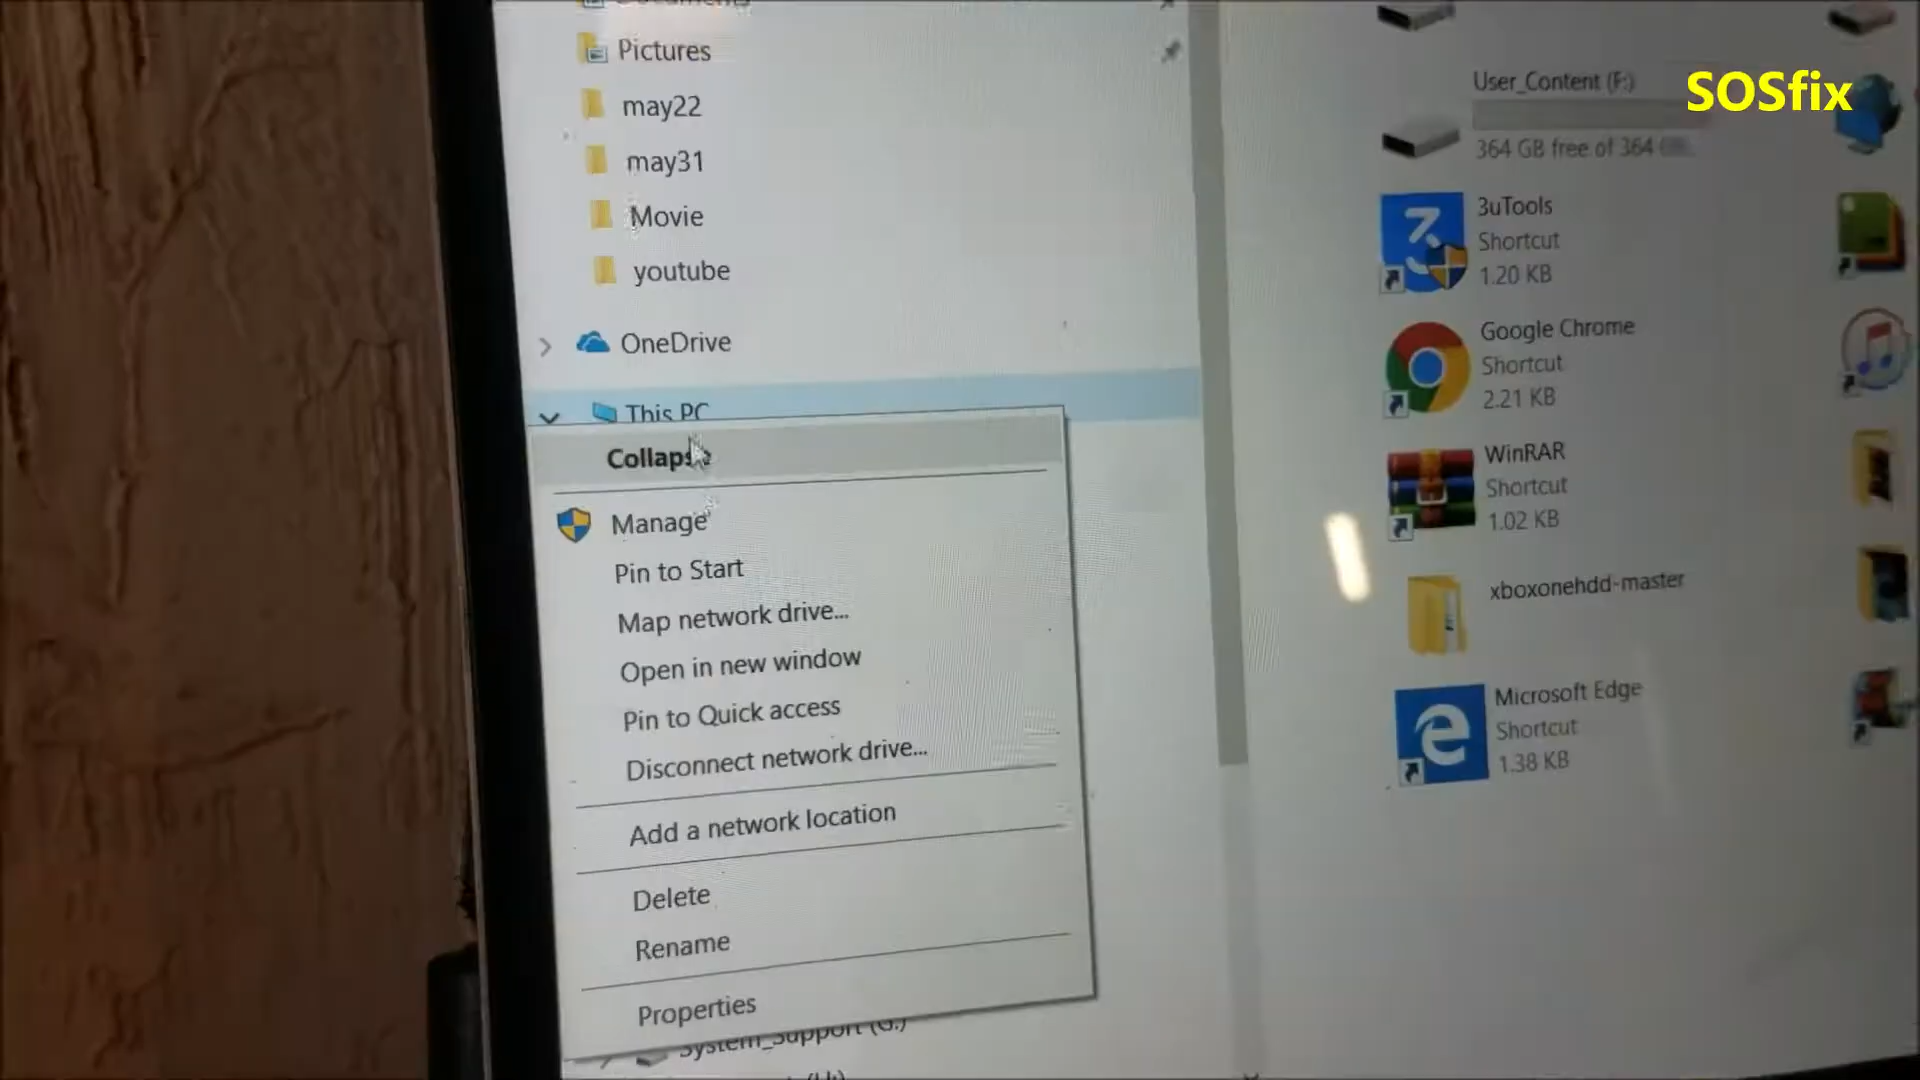 Documents
Pictures
may22
may31
Movie
youtube
OneDrive
This PC
Collapse
Manage
Pin to Start
Map network drive...
Open in new window
Pin to Quick access
Disconnect network drive...
Add a network location
Delete
Rename
Properties
System_Support (G:)
User_Content (F:)
364 GB free of 364
3uTools
Shortcut
1.20 KB
Google Chrome
Shortcut
2.21 KB
WinRAR
Shortcut
1.02 KB
xboxonehdd-master
Microsoft Edge
Shortcut
1.38 KB
SOSfix